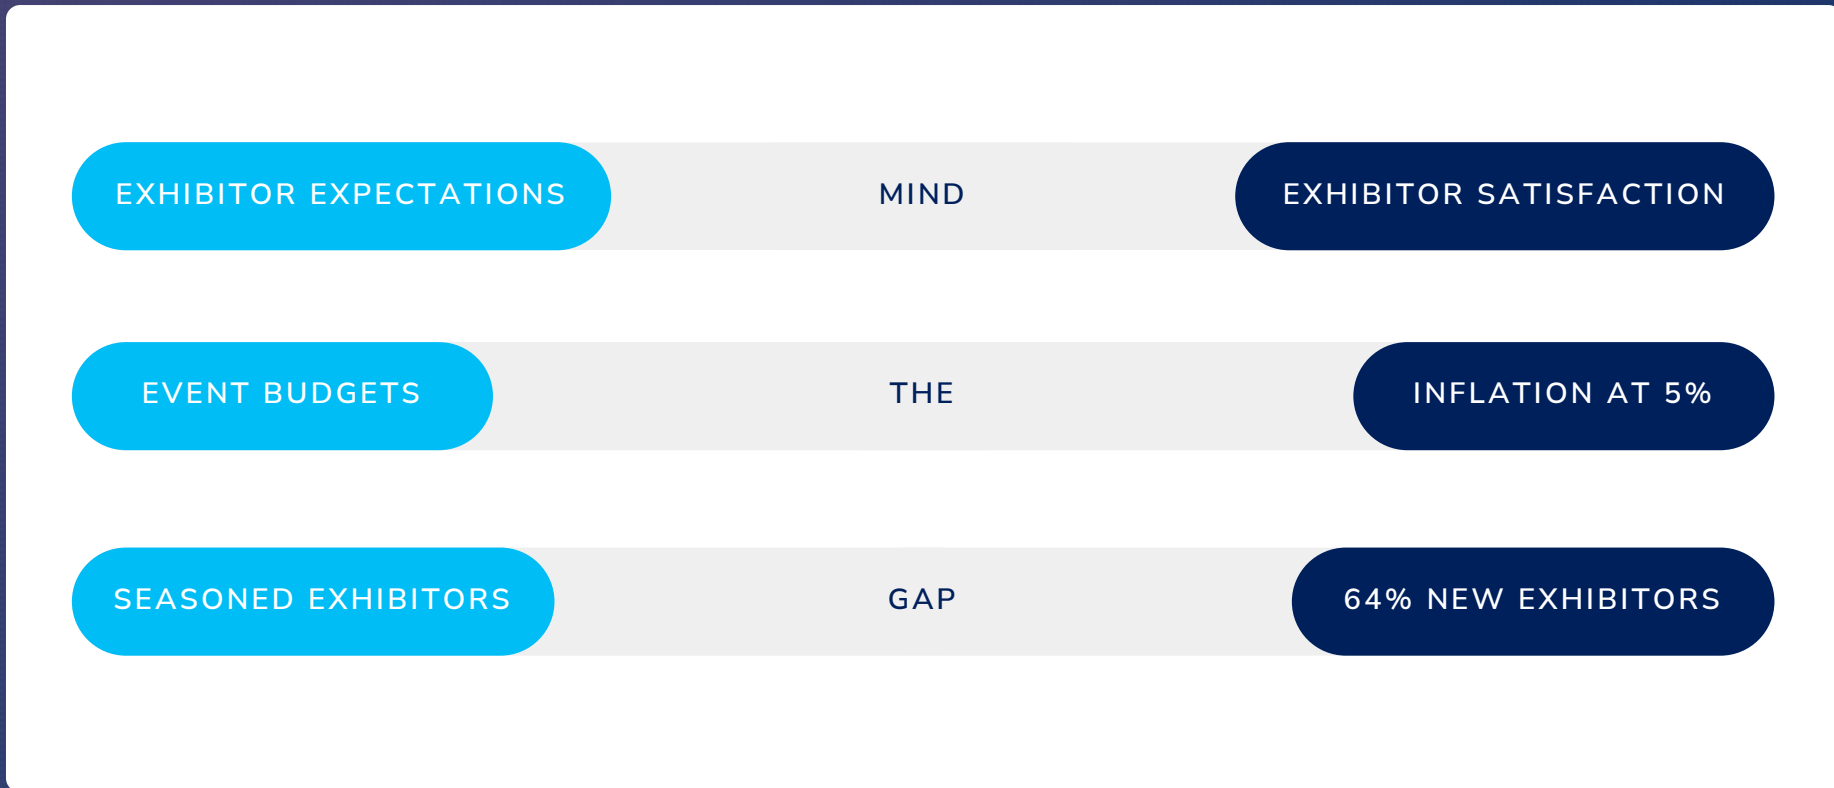 EXHIBITOR EXPECTATIONS MIND EXHIBITOR SATISFACTION
EVENT BUDGETS THE INFLATION AT 5%
SEASONED EXHIBITORS GAP 64% NEW EXHIBITORS